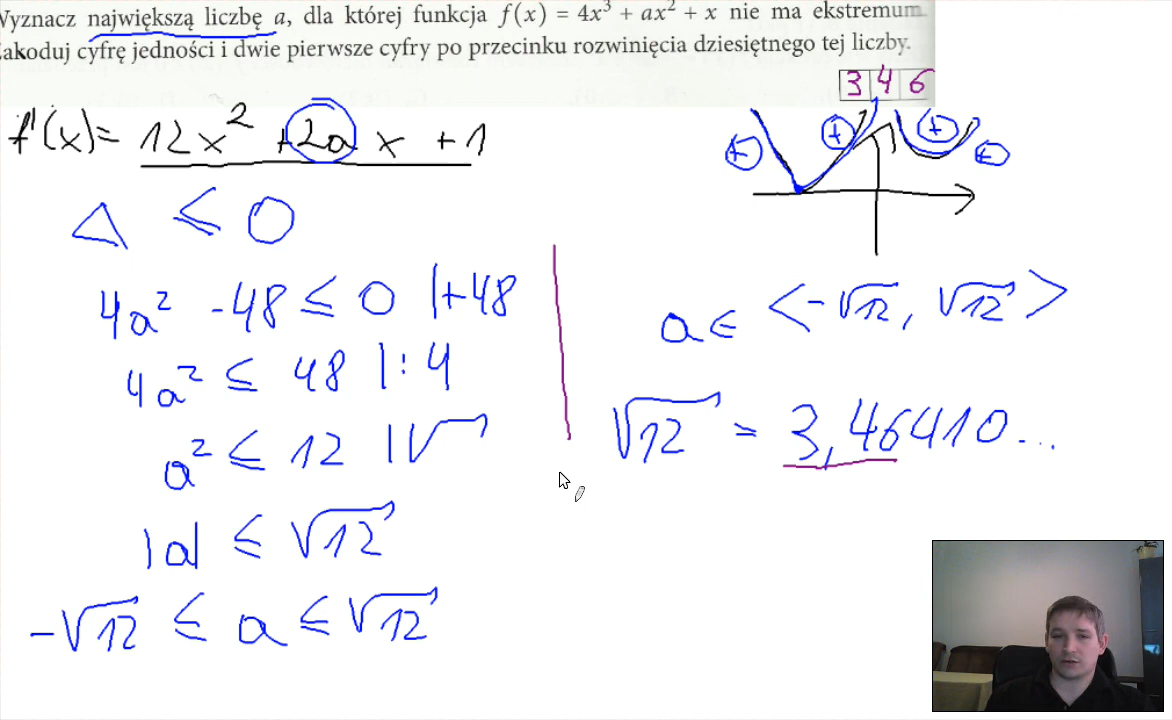 Wyznacz największą liczbę a, dla której funkcja f(x) = 4x³ + ax² + x nie ma ekstremum.
Zakoduj cyfrę jedności i dwie pierwsze cyfry po przecinku rozwinięcia dziesiętnego tej liczby.
3 4 6
f'(x) = 12x² + 2ax + 1
Δ ≤ 0
4a² - 48 ≤ 0 |+48
4a² ≤ 48 |: 4
a² ≤ 12 |√
|a| ≤ √12
-√12 ≤ a ≤ √12
+ + + +
a ∈ <-√12, √12>
√12 = 3,46410...